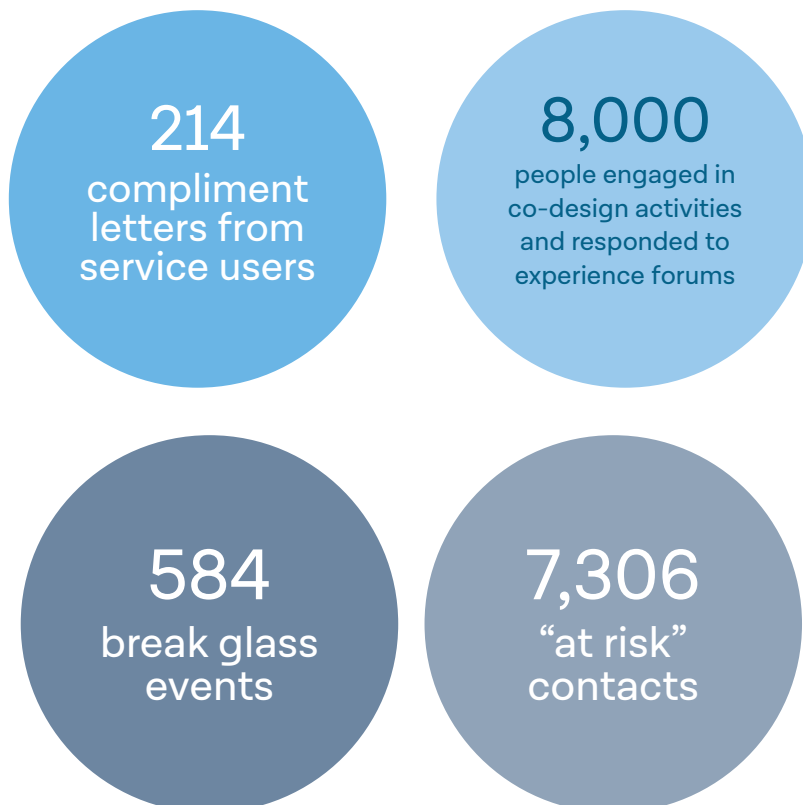 214
compliment
letters from
service users
8,000
people engaged in
co-design activities
and responded to
experience forums
584
break glass
events
7,306
“at risk”
contacts